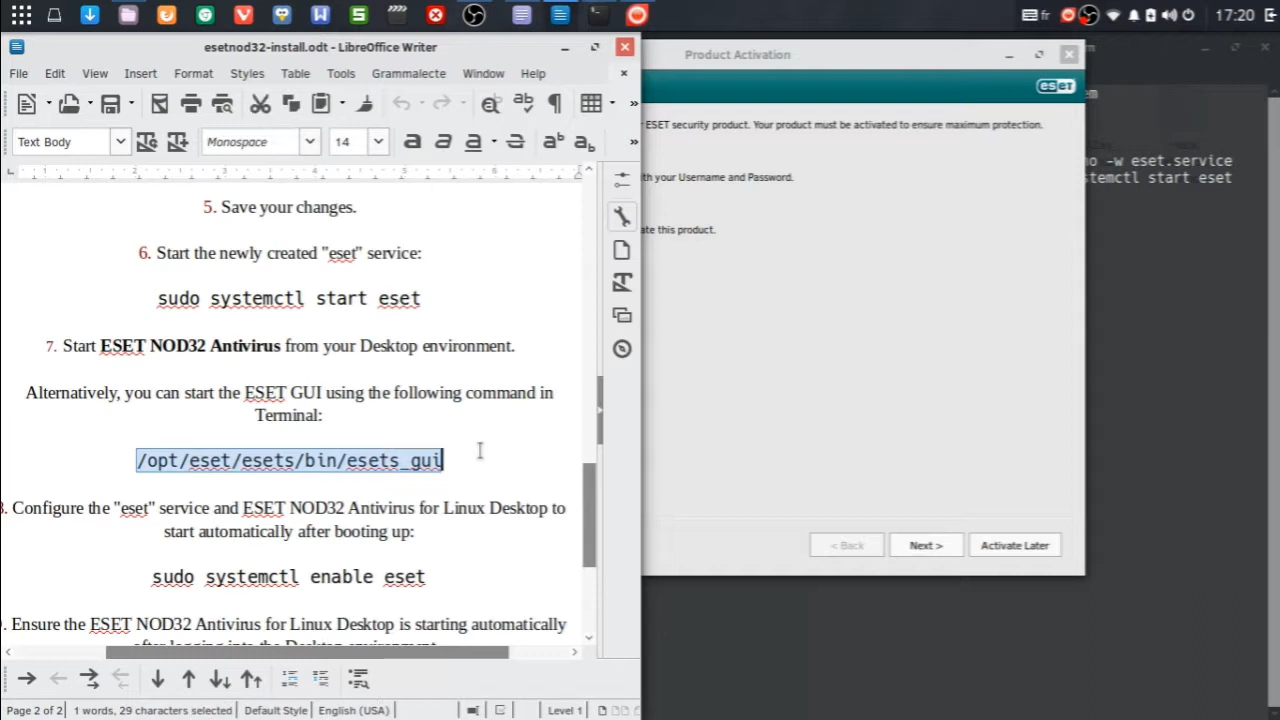 fr
17:20
esetnod32-install.odt - LibreOffice Writer
File Edit View Insert Format Styles Table Tools Grammalecte Window Help
Text Body
Monospace
14
5. Save your changes.
6. Start the newly created "eset" service:
sudo systemctl start eset
7. Start ESET NOD32 Antivirus from your Desktop environment.
Alternatively, you can start the ESET GUI using the following command in
Terminal:
/opt/eset/esets/bin/esets_gui
. Configure the "eset" service and ESET NOD32 Antivirus for Linux Desktop to
start automatically after booting up:
sudo systemctl enable eset
. Ensure the ESET NOD32 Antivirus for Linux Desktop is starting automatically
after logging into the Desktop environment
Page 2 of 2
1 words, 29 characters selected
Default Style
English (USA)
Level 1
Product Activation
eset
ESET security product. Your product must be activated to ensure maximum protection.
your Username and Password.
this product.
< Back
Next >
Activate Later
-w eset.service
start eset